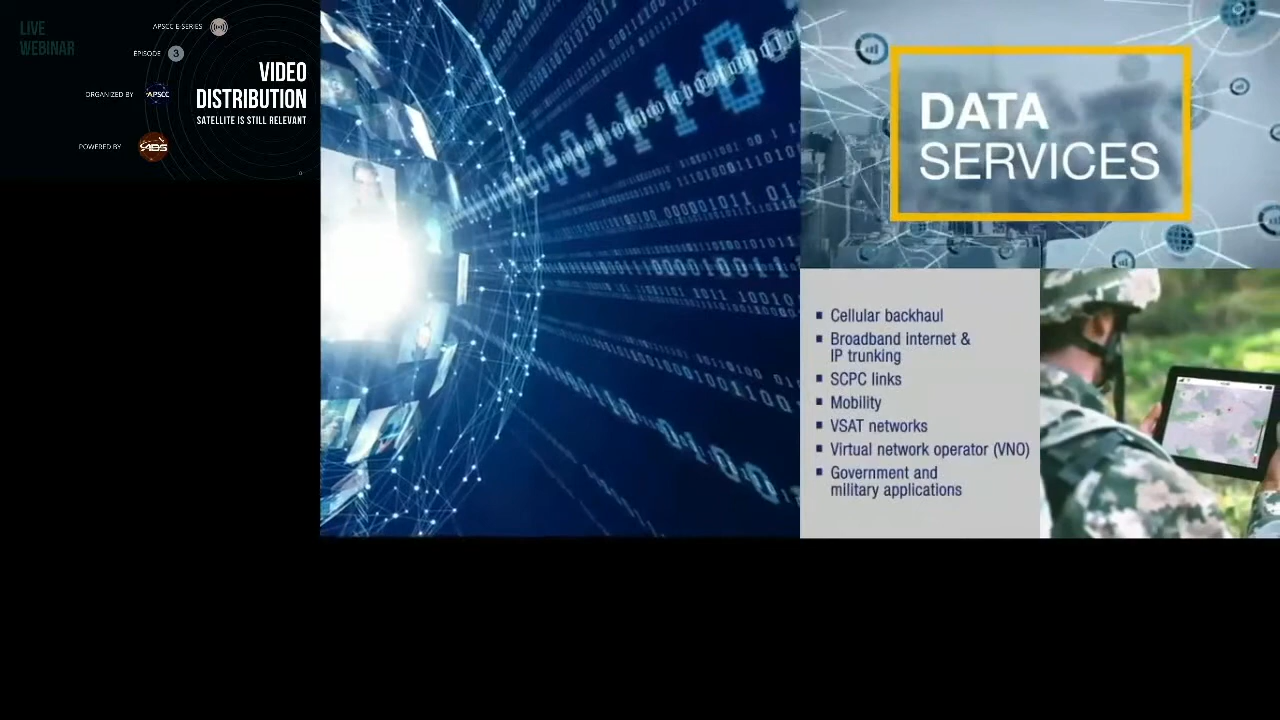 LIVE
WEBINAR
APSCC E-SERIES
EPISODE 3
VIDEO
DISTRIBUTION
SATELLITE IS STILL RELEVANT
ORGANIZED BY APSCC
POWERED BY ABS
DATA
SERVICES
▪ Cellular backhaul
▪ Broadband internet &
IP trunking
▪ SCPC links
▪ Mobility
▪ VSAT networks
▪ Virtual network operator (VNO)
▪ Government and
military applications